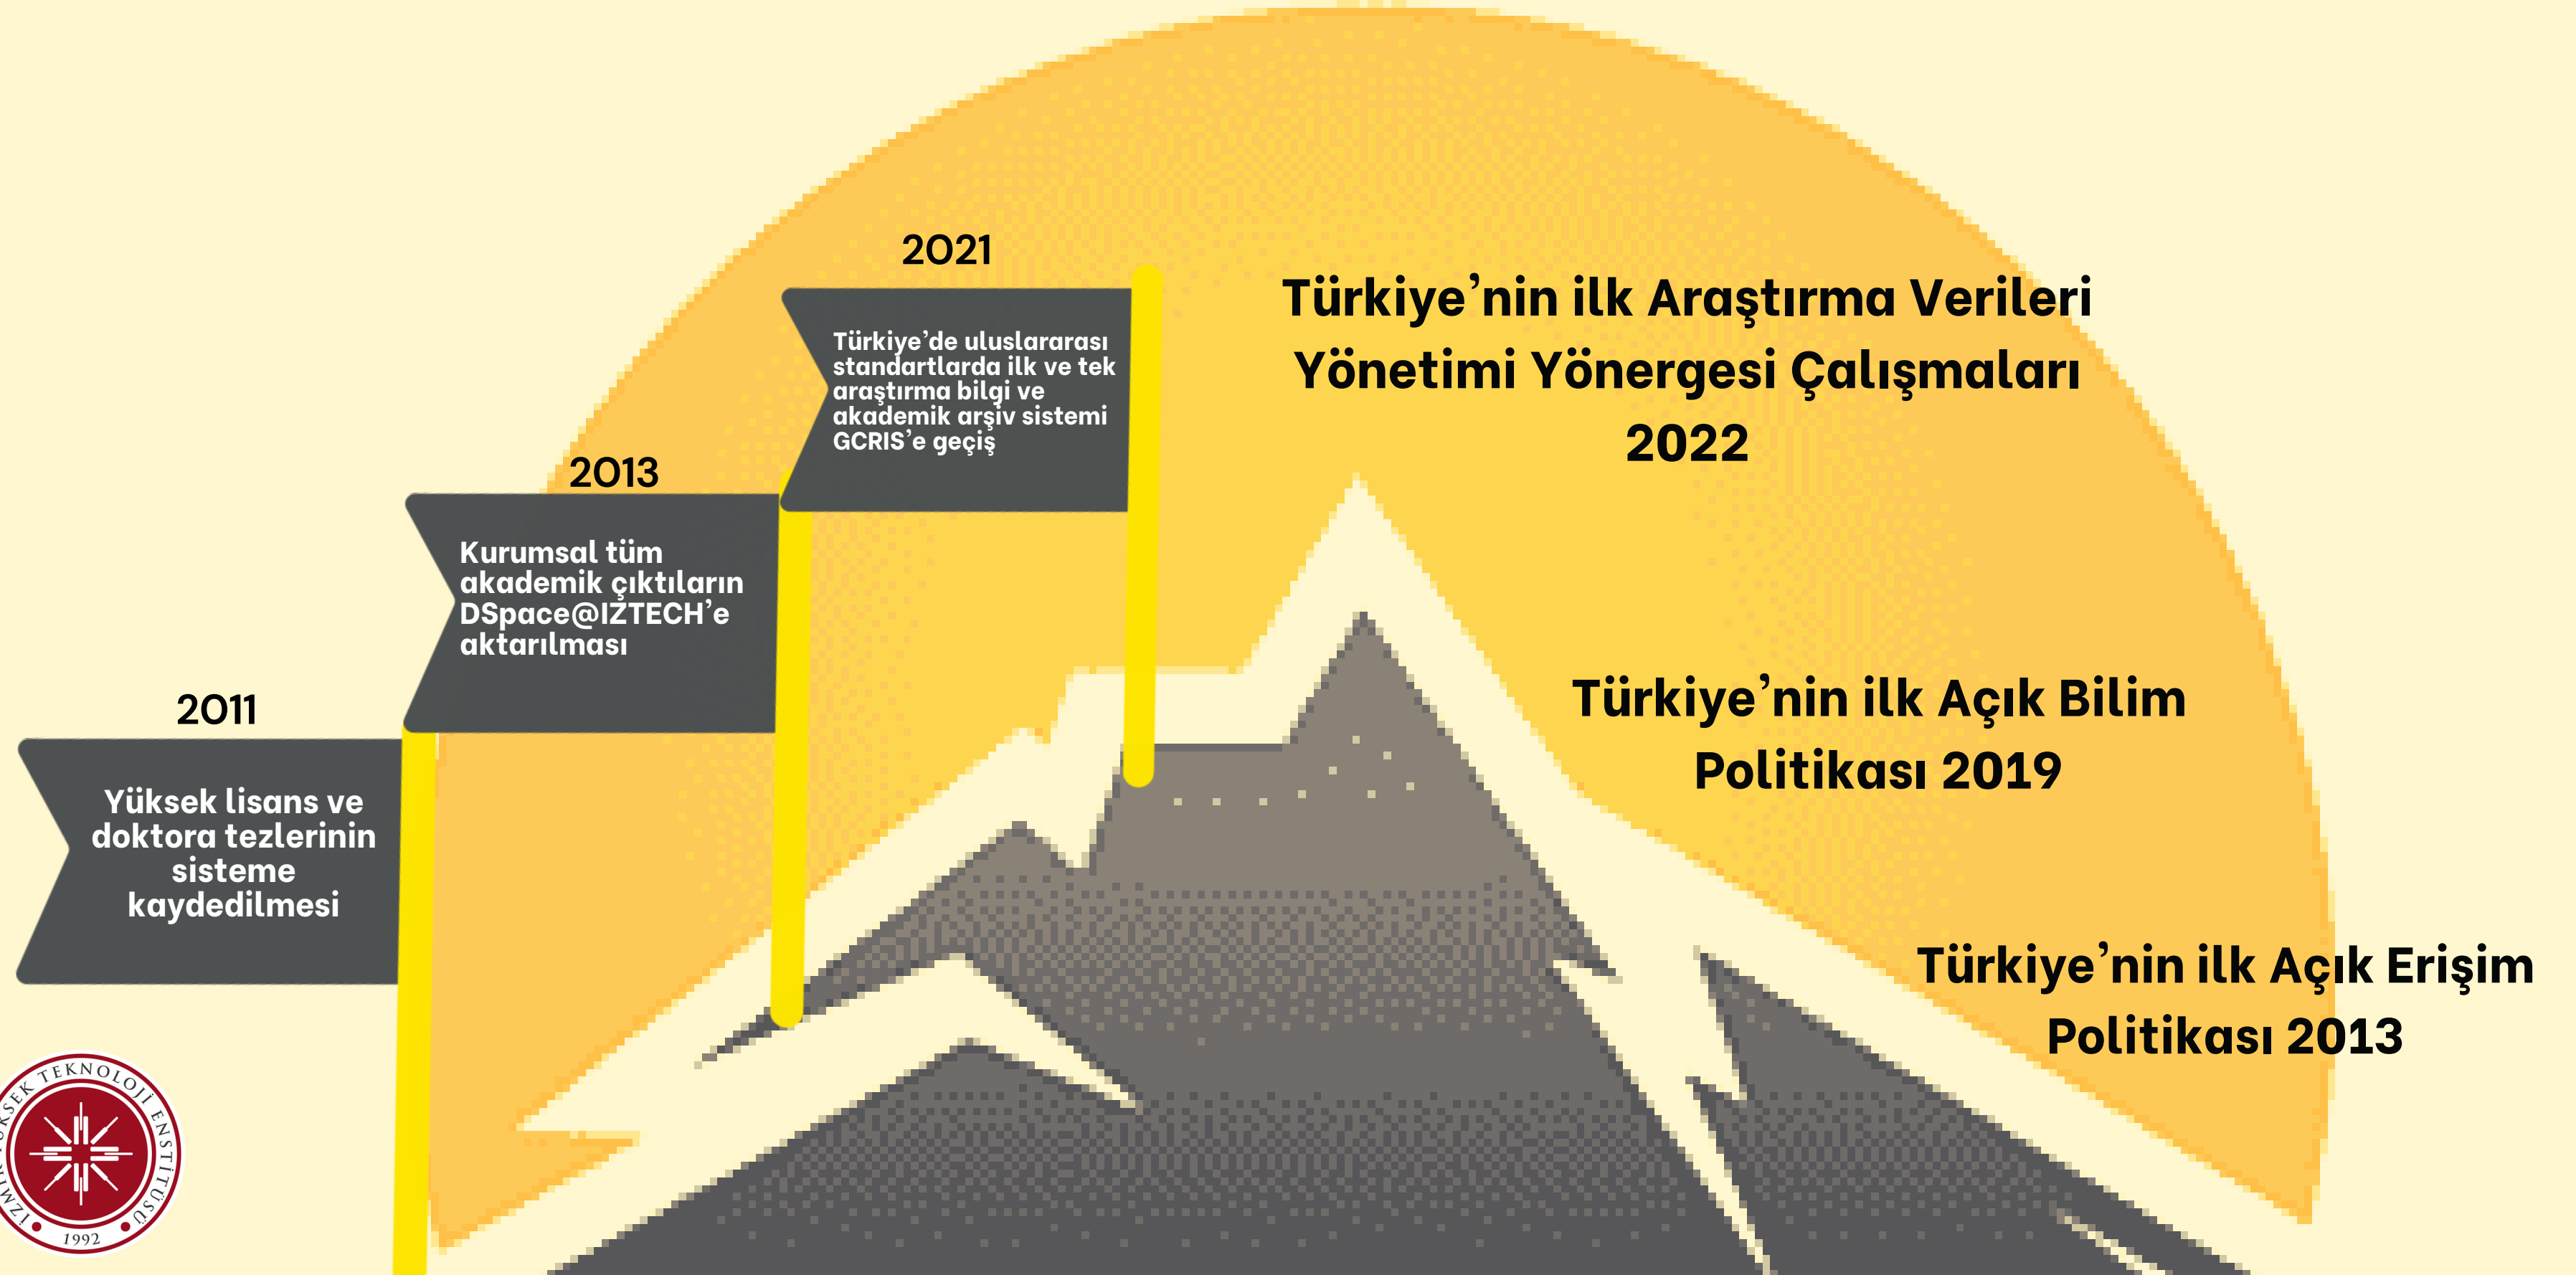 2021
Türkiye’de uluslararası
standartlarda ilk ve tek
araştırma bilgi ve
akademik arşiv sistemi
GCRIS’e geçiş
2013
Kurumsal tüm
akademik çıktıların
DSpace@IZTECH’e
aktarılması
2011
Yüksek lisans ve
doktora tezlerinin
sisteme
kaydedilmesi
Türkiye’nin ilk Araştırma Verileri
Yönetimi Yönergesi Çalışmaları
2022
Türkiye’nin ilk Açık Bilim
Politikası 2019
Türkiye’nin ilk Açık Erişim
Politikası 2013
TEKNOLOJİ ENSTİTÜSÜ
1992